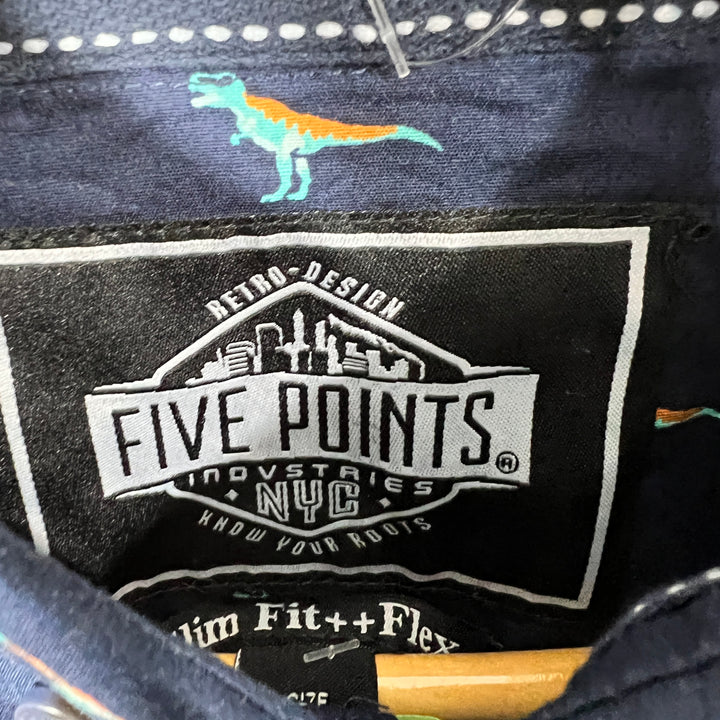 RETRO-DESIGN
FIVE POINTS®
INDVSTRIES
NYC
KNOW YOUR ROOTS
Fit++Flex